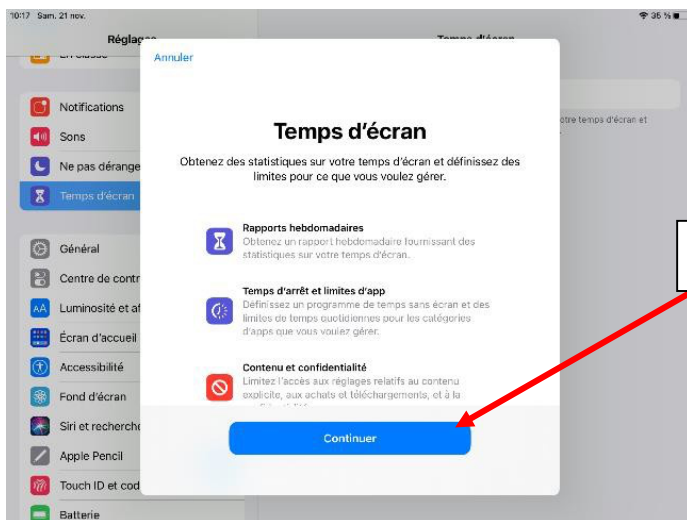 10:17 Sam. 21 nov.
35 %
Réglages
Temps d'écran
Annuler
Notifications
Sons
Ne pas dérange
Temps d'écran
Général
Centre de contr
Luminosité et af
Écran d'accueil
Accessibilité
Fond d'écran
Siri et recherche
Apple Pencil
Touch ID et cod
Batterie
Temps d'écran
Obtenez des statistiques sur votre temps d'écran et définissez des
limites pour ce que vous voulez gérer.
Rapports hebdomadaires
Obtenez un rapport hebdomadaire fournissant des
statistiques sur votre temps d'écran.
Temps d'arrêt et limites d'app
Définissez un programme de temps sans écran et des
limites de temps quotidiennes pour les catégories
d'apps que vous voulez gérer.
Contenu et confidentialité
Limitez l'accès aux réglages relatifs au contenu
explicite, aux achats et téléchargements, et à la
Continuer
otre temps d'écran et